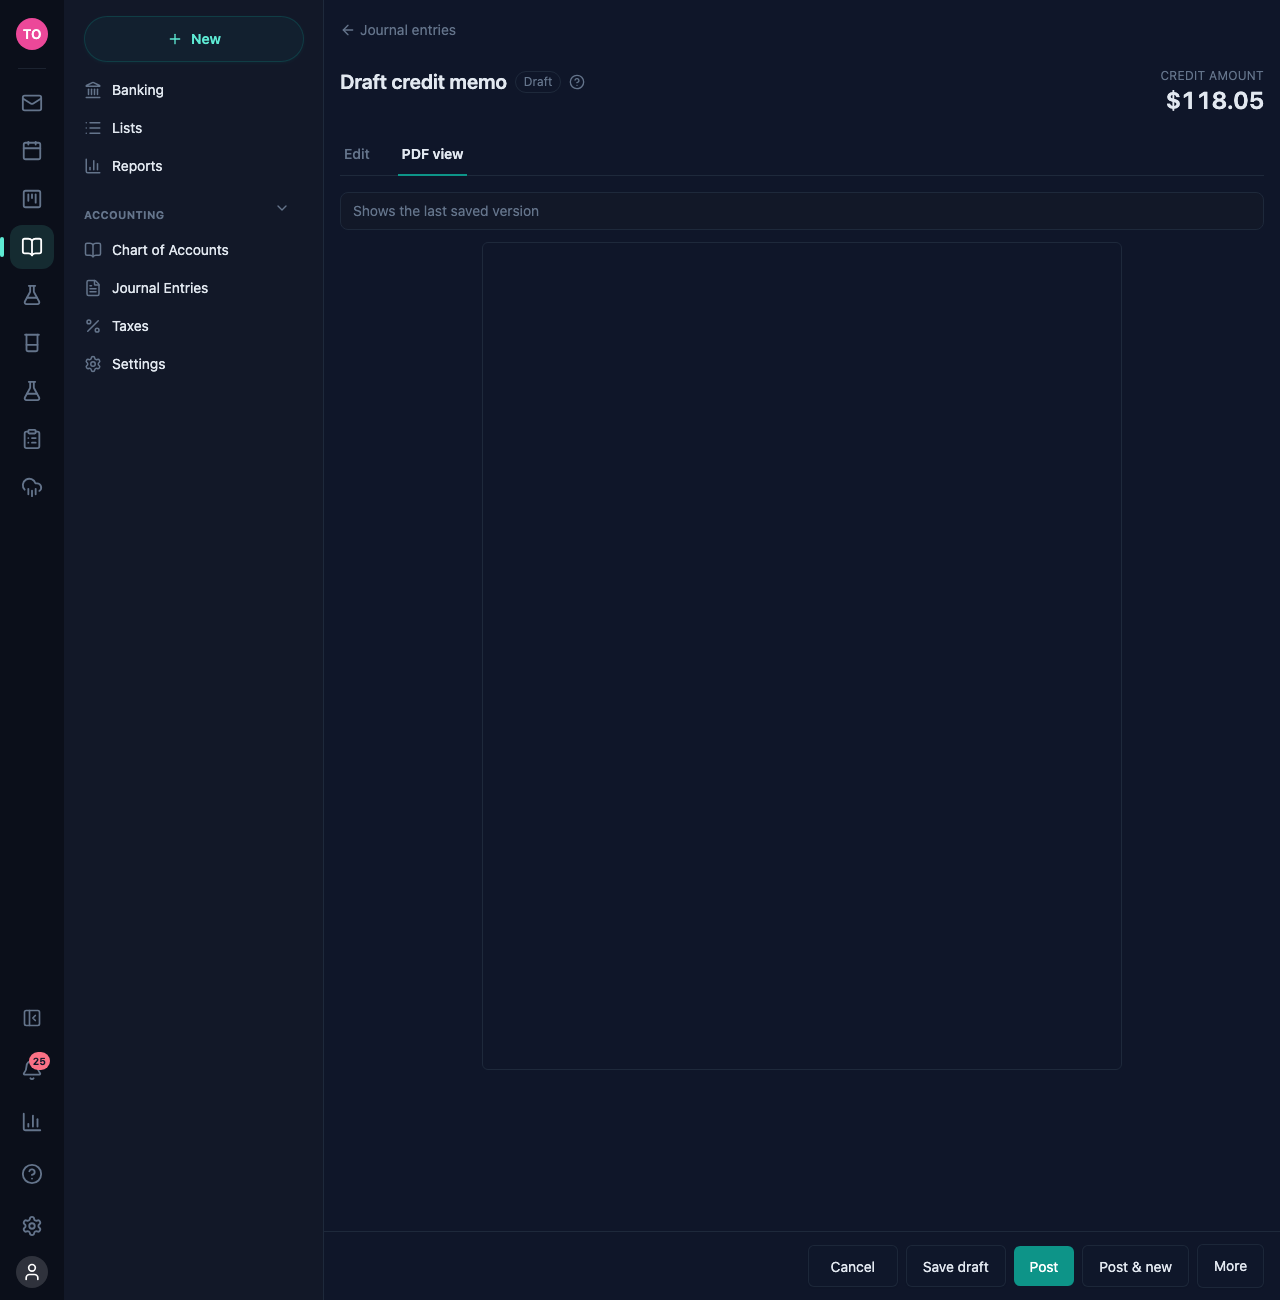 TO
New
Banking
Lists
Reports
ACCOUNTING
Chart of Accounts
Journal Entries
Taxes
Settings
25
Journal entries
Draft credit memo
Draft
CREDIT AMOUNT
$118.05
Edit
PDF view
Shows the last saved version
Cancel
Save draft
Post
Post & new
More